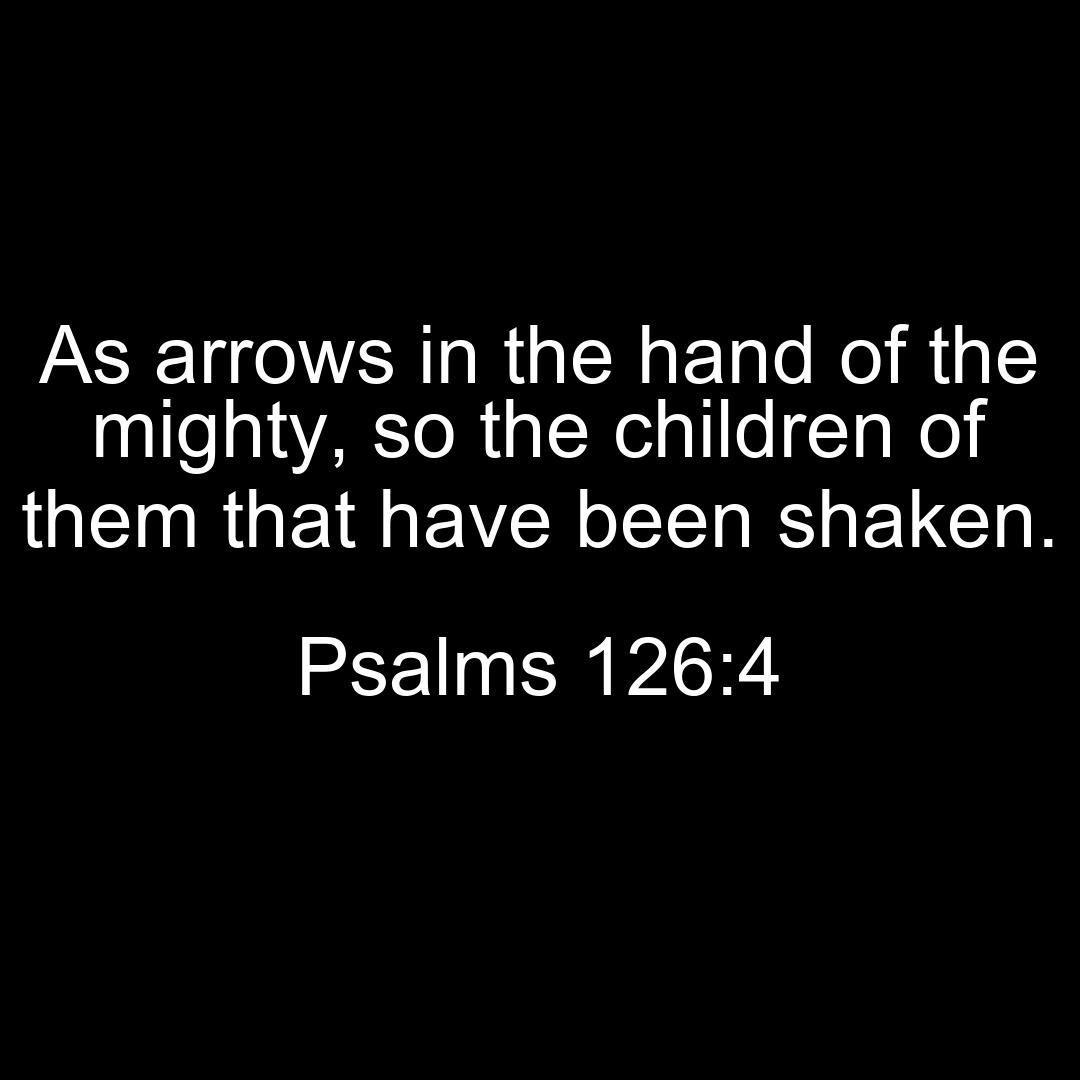 As arrows in the hand of the
mighty, so the children of
them that have been shaken.
Psalms 126:4